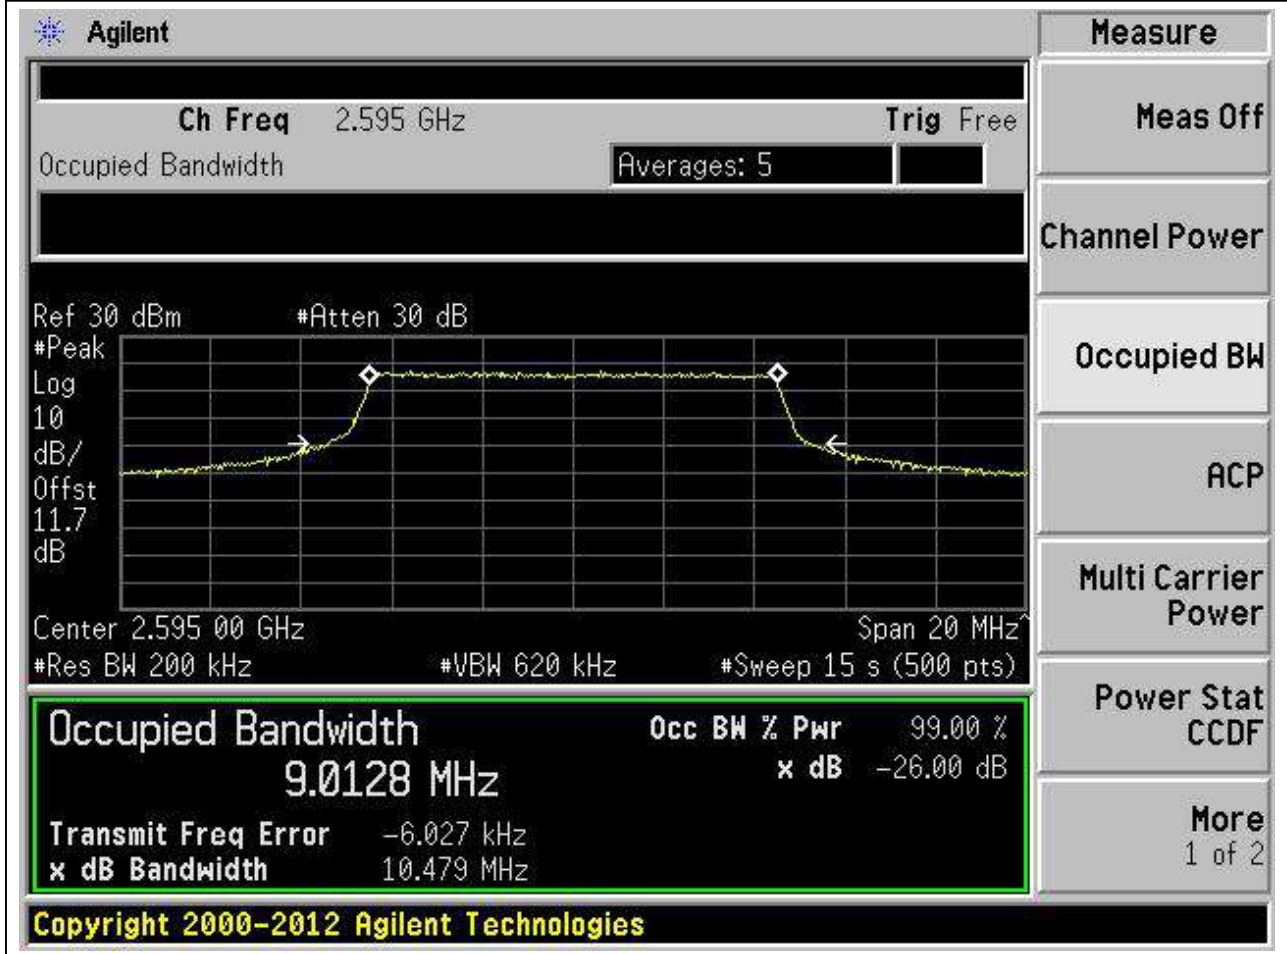 Agilent
Measure
Ch Freq 2.595 GHz Trig Free
Occupied Bandwidth Averages: 5
Meas Off
Channel Power
Occupied BW
ACP
Multi Carrier
Power
Power Stat
CCDF
More
1 of 2
Ref 30 dBm #Atten 30 dB
#Peak
Log
10
dB/
Offst
11.7
dB
Center 2.595 00 GHz Span 20 MHz^
#Res BW 200 kHz #VBW 620 kHz #Sweep 15 s (500 pts)
Occupied Bandwidth Occ BW % Pwr 99.00 %
9.0128 MHz x dB -26.00 dB
Transmit Freq Error -6.027 kHz
x dB Bandwidth 10.479 MHz
Copyright 2000-2012 Agilent Technologies